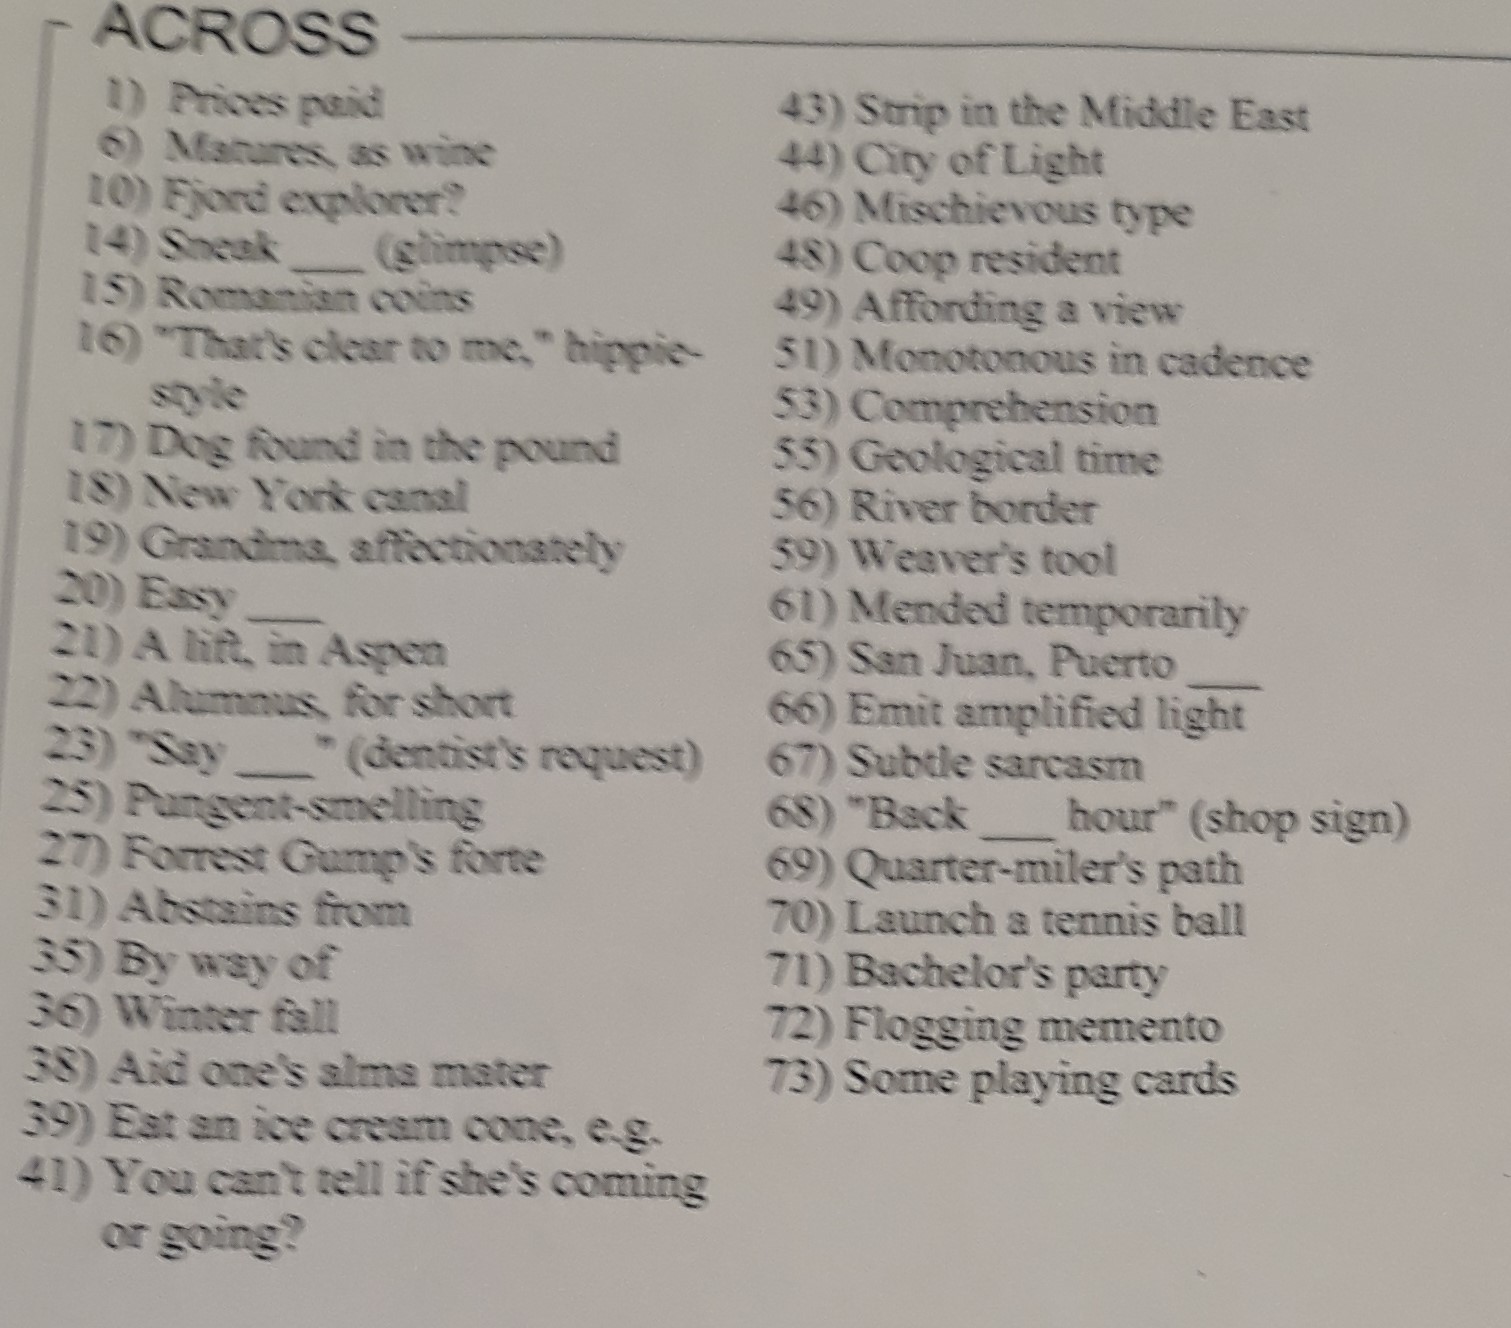 ACROSS
1) Prices paid
6) Matures, as wine
10) Fjord explorer?
14) Sneak ___ (glimpse)
15) Romanian coins
16) "That's clear to me," hippie-
style
17) Dog found in the pound
18) New York canal
19) Grandma, affectionately
20) Easy ___
21) A lift, in Aspen
22) Alumnus, for short
23) "Say ___" (dentist's request)
25) Pungent-smelling
27) Forrest Gump's forte
31) Abstains from
35) By way of
36) Winter fall
38) Aid one's alma mater
39) Eat an ice cream cone, e.g.
41) You can't tell if she's coming
or going?
43) Strip in the Middle East
44) City of Light
46) Mischievous type
48) Coop resident
49) Affording a view
51) Monotonous in cadence
53) Comprehension
55) Geological time
56) River border
59) Weaver's tool
61) Mended temporarily
65) San Juan, Puerto ___
66) Emit amplified light
67) Subtle sarcasm
68) "Back ___ hour" (shop sign)
69) Quarter-miler's path
70) Launch a tennis ball
71) Bachelor's party
72) Flogging memento
73) Some playing cards